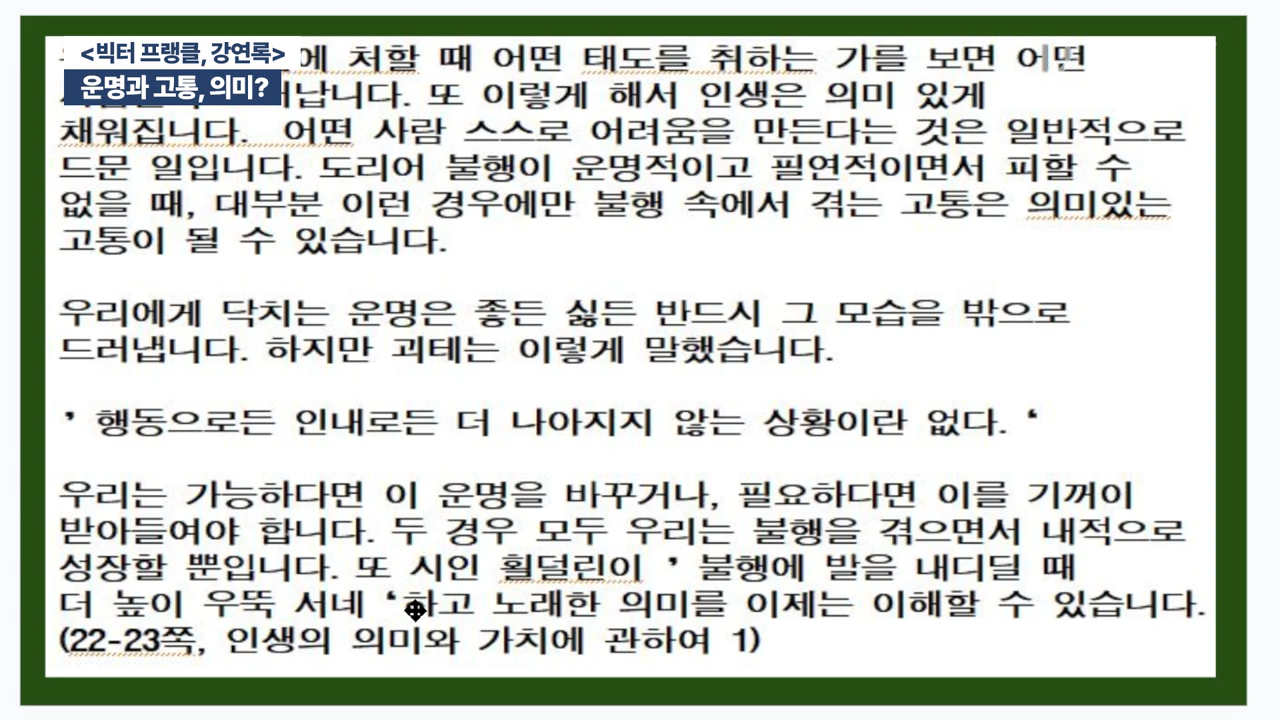 <빅터 프랭클, 강연록>
운명과 고통, 의미?
에 처할 때 어떤 태도를 취하는 가를 보면 어떤
납니다. 또 이렇게 해서 인생은 의미 있게
채워집니다. 어떤 사람 스스로 어려움을 만든다는 것은 일반적으로
드문 일입니다. 도리어 불행이 운명적이고 필연적이면서 피할 수
없을 때, 대부분 이런 경우에만 불행 속에서 겪는 고통은 의미있는
고통이 될 수 있습니다.
우리에게 닥치는 운명은 좋든 싫든 반드시 그 모습을 밖으로
드러냅니다. 하지만 괴테는 이렇게 말했습니다.
❜ 행동으로든 인내로든 더 나아지지 않는 상황이란 없다. ❛
우리는 가능하다면 이 운명을 바꾸거나, 필요하다면 이를 기꺼이
받아들여야 합니다. 두 경우 모두 우리는 불행을 겪으면서 내적으로
성장할 뿐입니다. 또 시인 횔덜린이 ❜ 불행에 발을 내디딜 때
더 높이 우뚝 서네 ❛하고 노래한 의미를 이제는 이해할 수 있습니다.
(22-23쪽, 인생의 의미와 가치에 관하여 1)